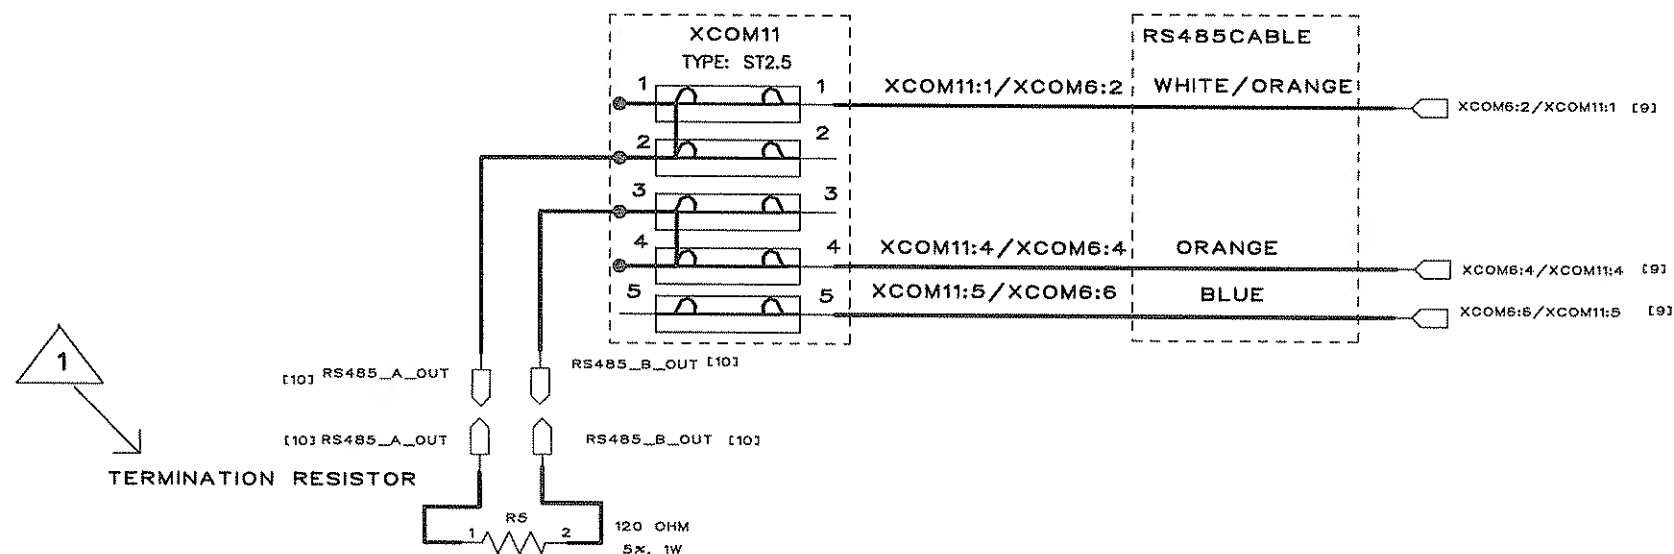 XCOM11
TYPE: ST2.5
RS485CABLE
1
1
XCOM11:1/XCOM6:2
WHITE/ORANGE
XCOM6:2/XCOM11:1 [9]
2
2
3
3
4
4
XCOM11:4/XCOM6:4
ORANGE
XCOM6:4/XCOM11:4 [9]
5
5
XCOM11:5/XCOM6:6
BLUE
XCOM6:6/XCOM11:5 [9]
1
[10] RS485_A_OUT
RS485_B_OUT [10]
[10] RS485_A_OUT
RS485_B_OUT [10]
TERMINATION RESISTOR
R5
1
2
120 OHM
5%, 1W